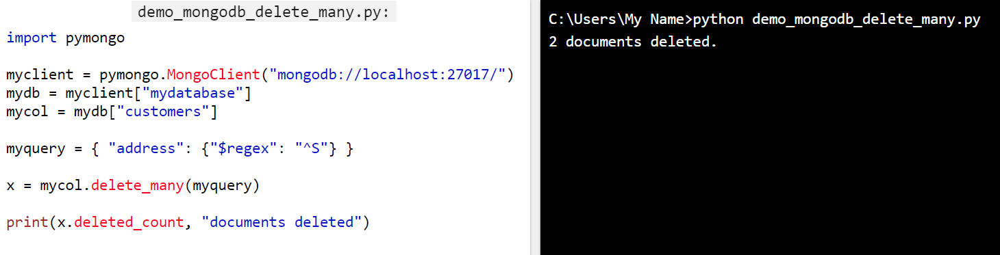 demo_mongodb_delete_many.py:
import pymongo
myclient = pymongo.MongoClient("mongodb://localhost:27017/")
mydb = myclient["mydatabase"]
mycol = mydb["customers"]
myquery = { "address": {"$regex": "^S"} }
x = mycol.delete_many(myquery)
print(x.deleted_count, "documents deleted")
C:\Users\My Name>python demo_mongodb_delete_many.py
2 documents deleted.